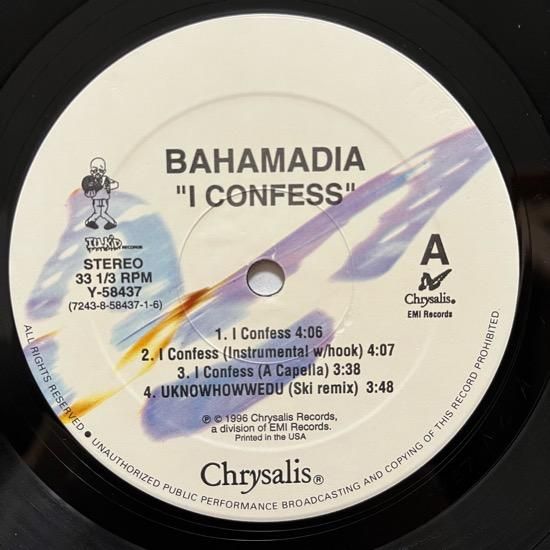 BAHAMADIA
"I CONFESS"
ILL KID RECORDS
STEREO
33 1/3 RPM
Y-58437
(7243-8-58437-1-6)
A
Chrysalis®
EMI Records
1. I Confess 4:06
2. I Confess (Instrumental w/hook) 4:07
3. I Confess (A Capella) 3:38
4. UKNOWHOWWEDU (Ski remix) 3:48
℗ © 1996 Chrysalis Records,
a division of EMI Records.
Printed in the USA
Chrysalis®
ALL RIGHTS RESERVED ● UNAUTHORIZED PUBLIC PERFORMANCE BROADCASTING AND COPYING OF THIS RECORD PROHIBITED